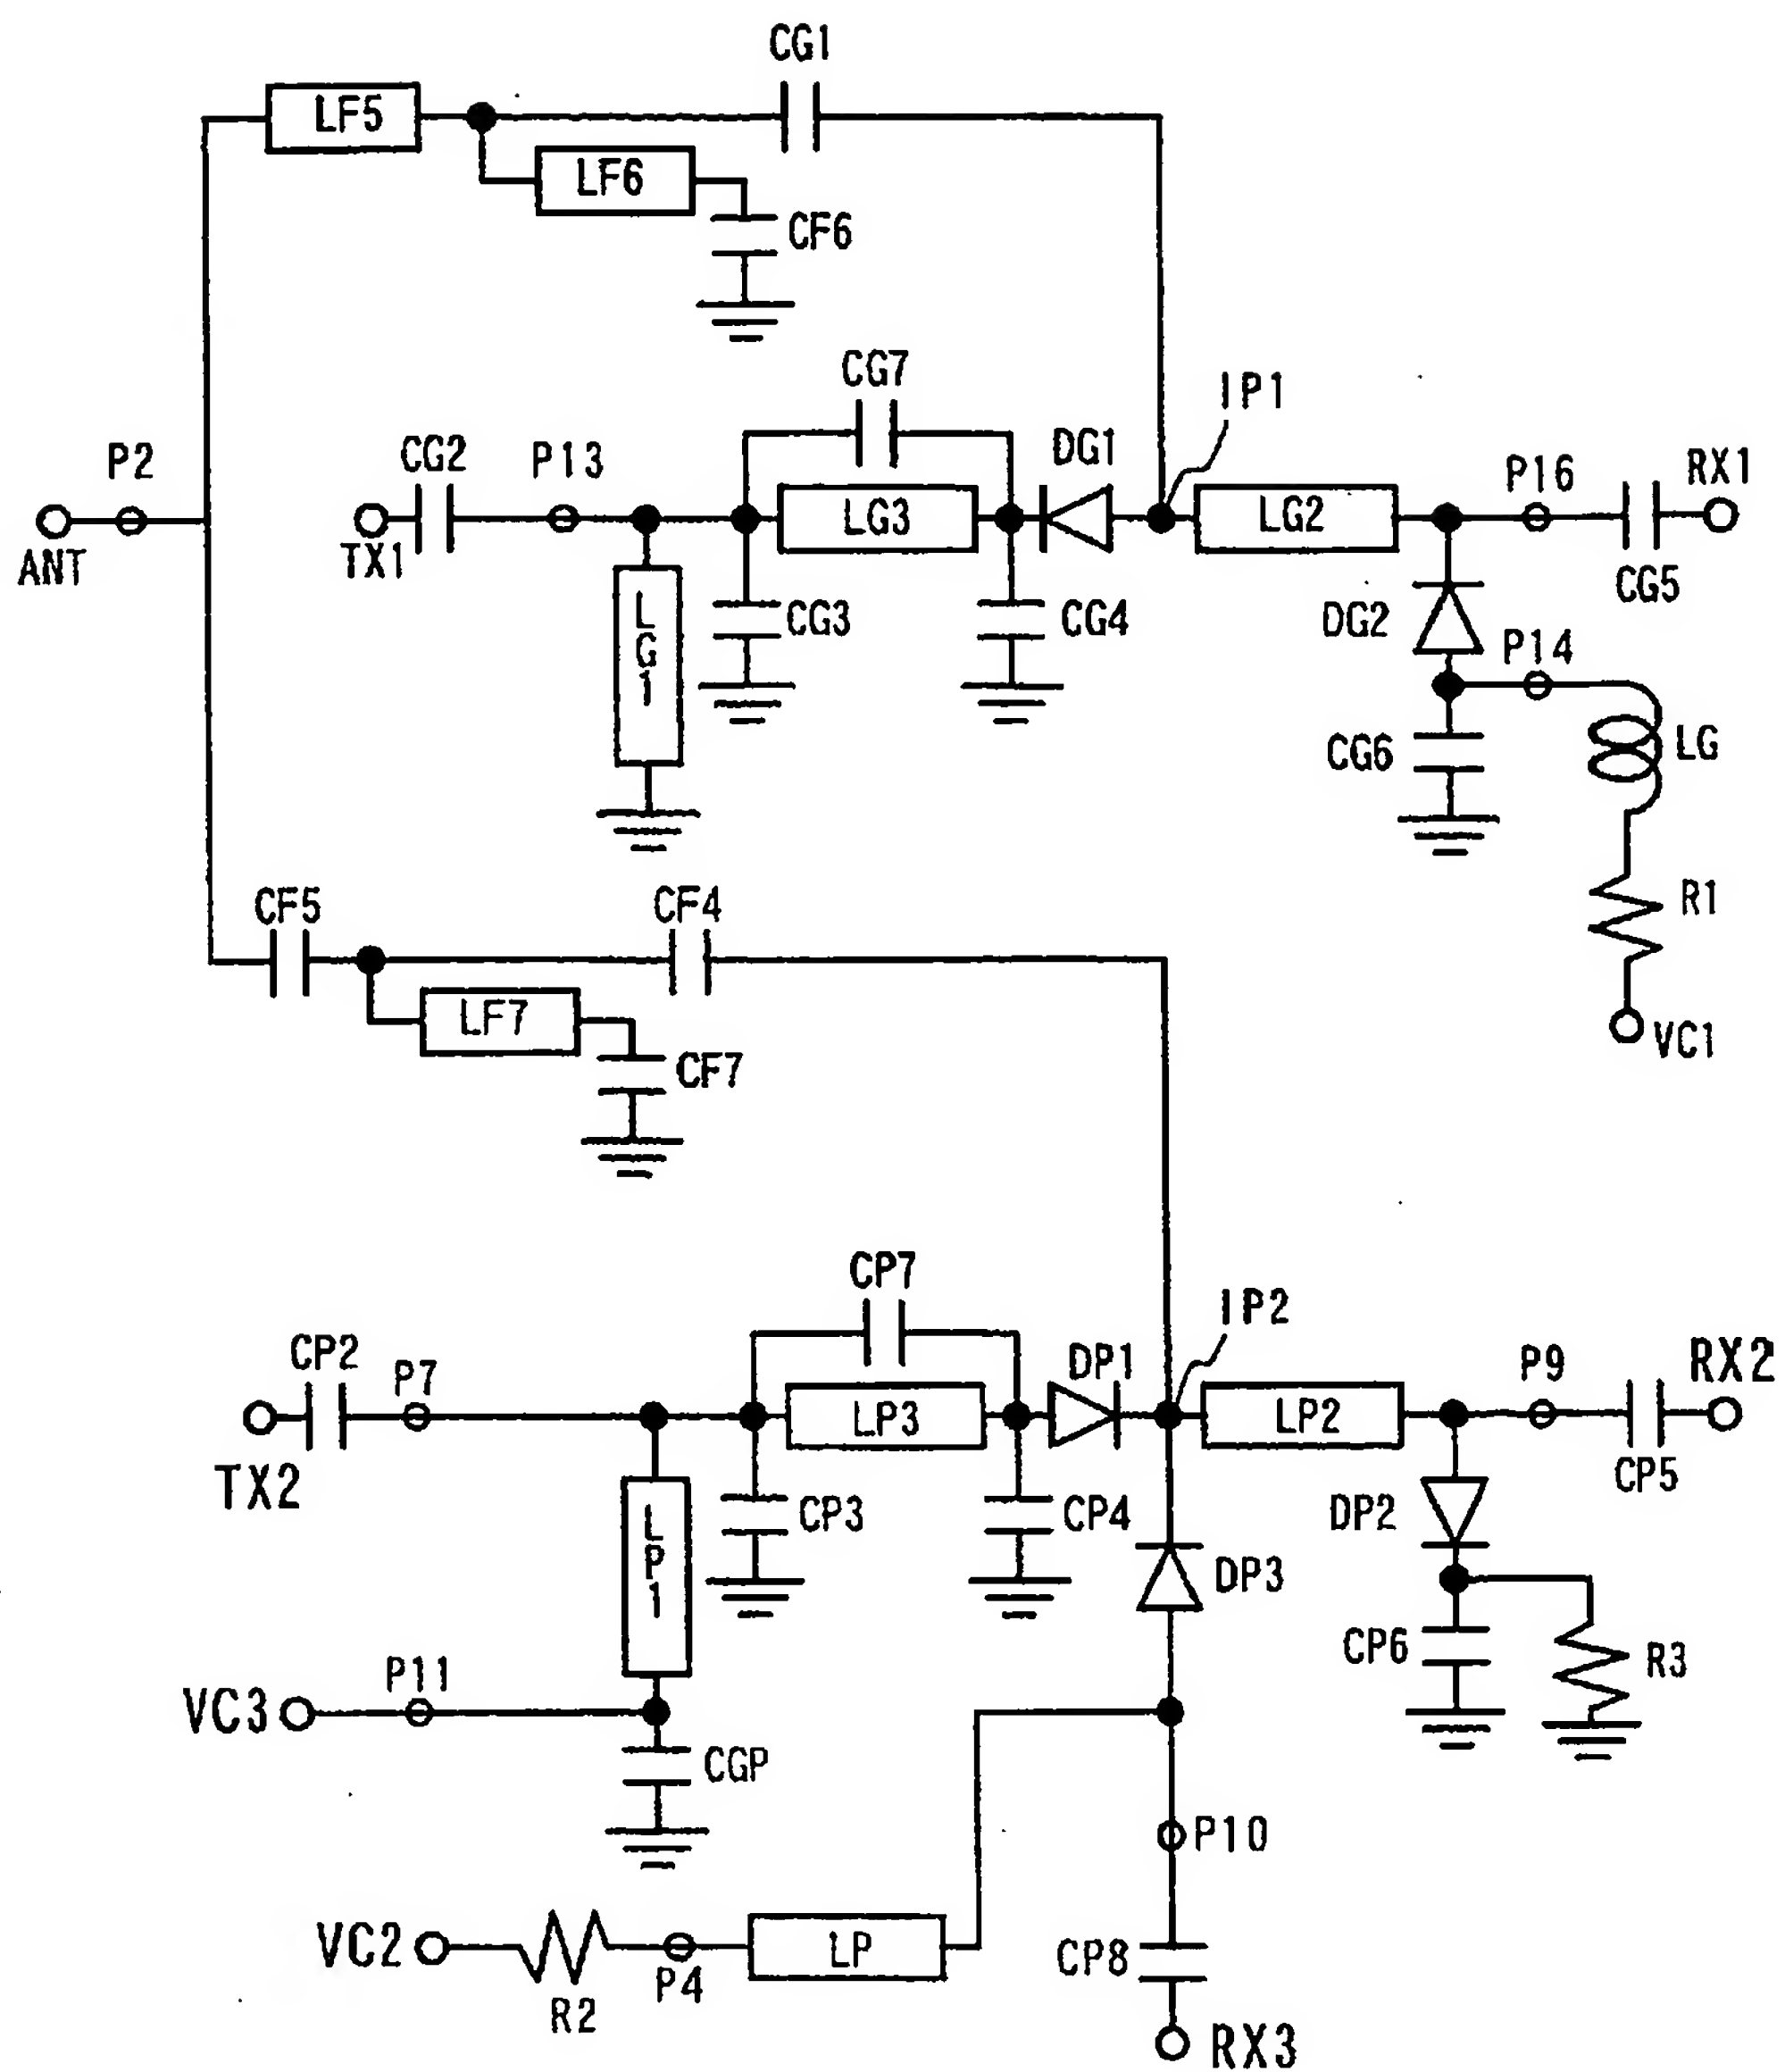 CG1
LF5
LF6
CF6
CG7
IP1
P2
CG2
P13
DG1
P16
RX1
LG3
LG2
ANT
TX1
CG5
LG1
CG3
CG4
DG2
P14
CG6
LG
R1
CF5
CF4
LF7
VC1
CF7
CP7
IP2
CP2
P7
DP1
P9
RX2
LP3
LP2
TX2
CP5
LP1
CP3
CP4
DP2
DP3
CP6
R3
P11
VC3
CGP
P10
VC2
LP
CP8
P4
R2
RX3